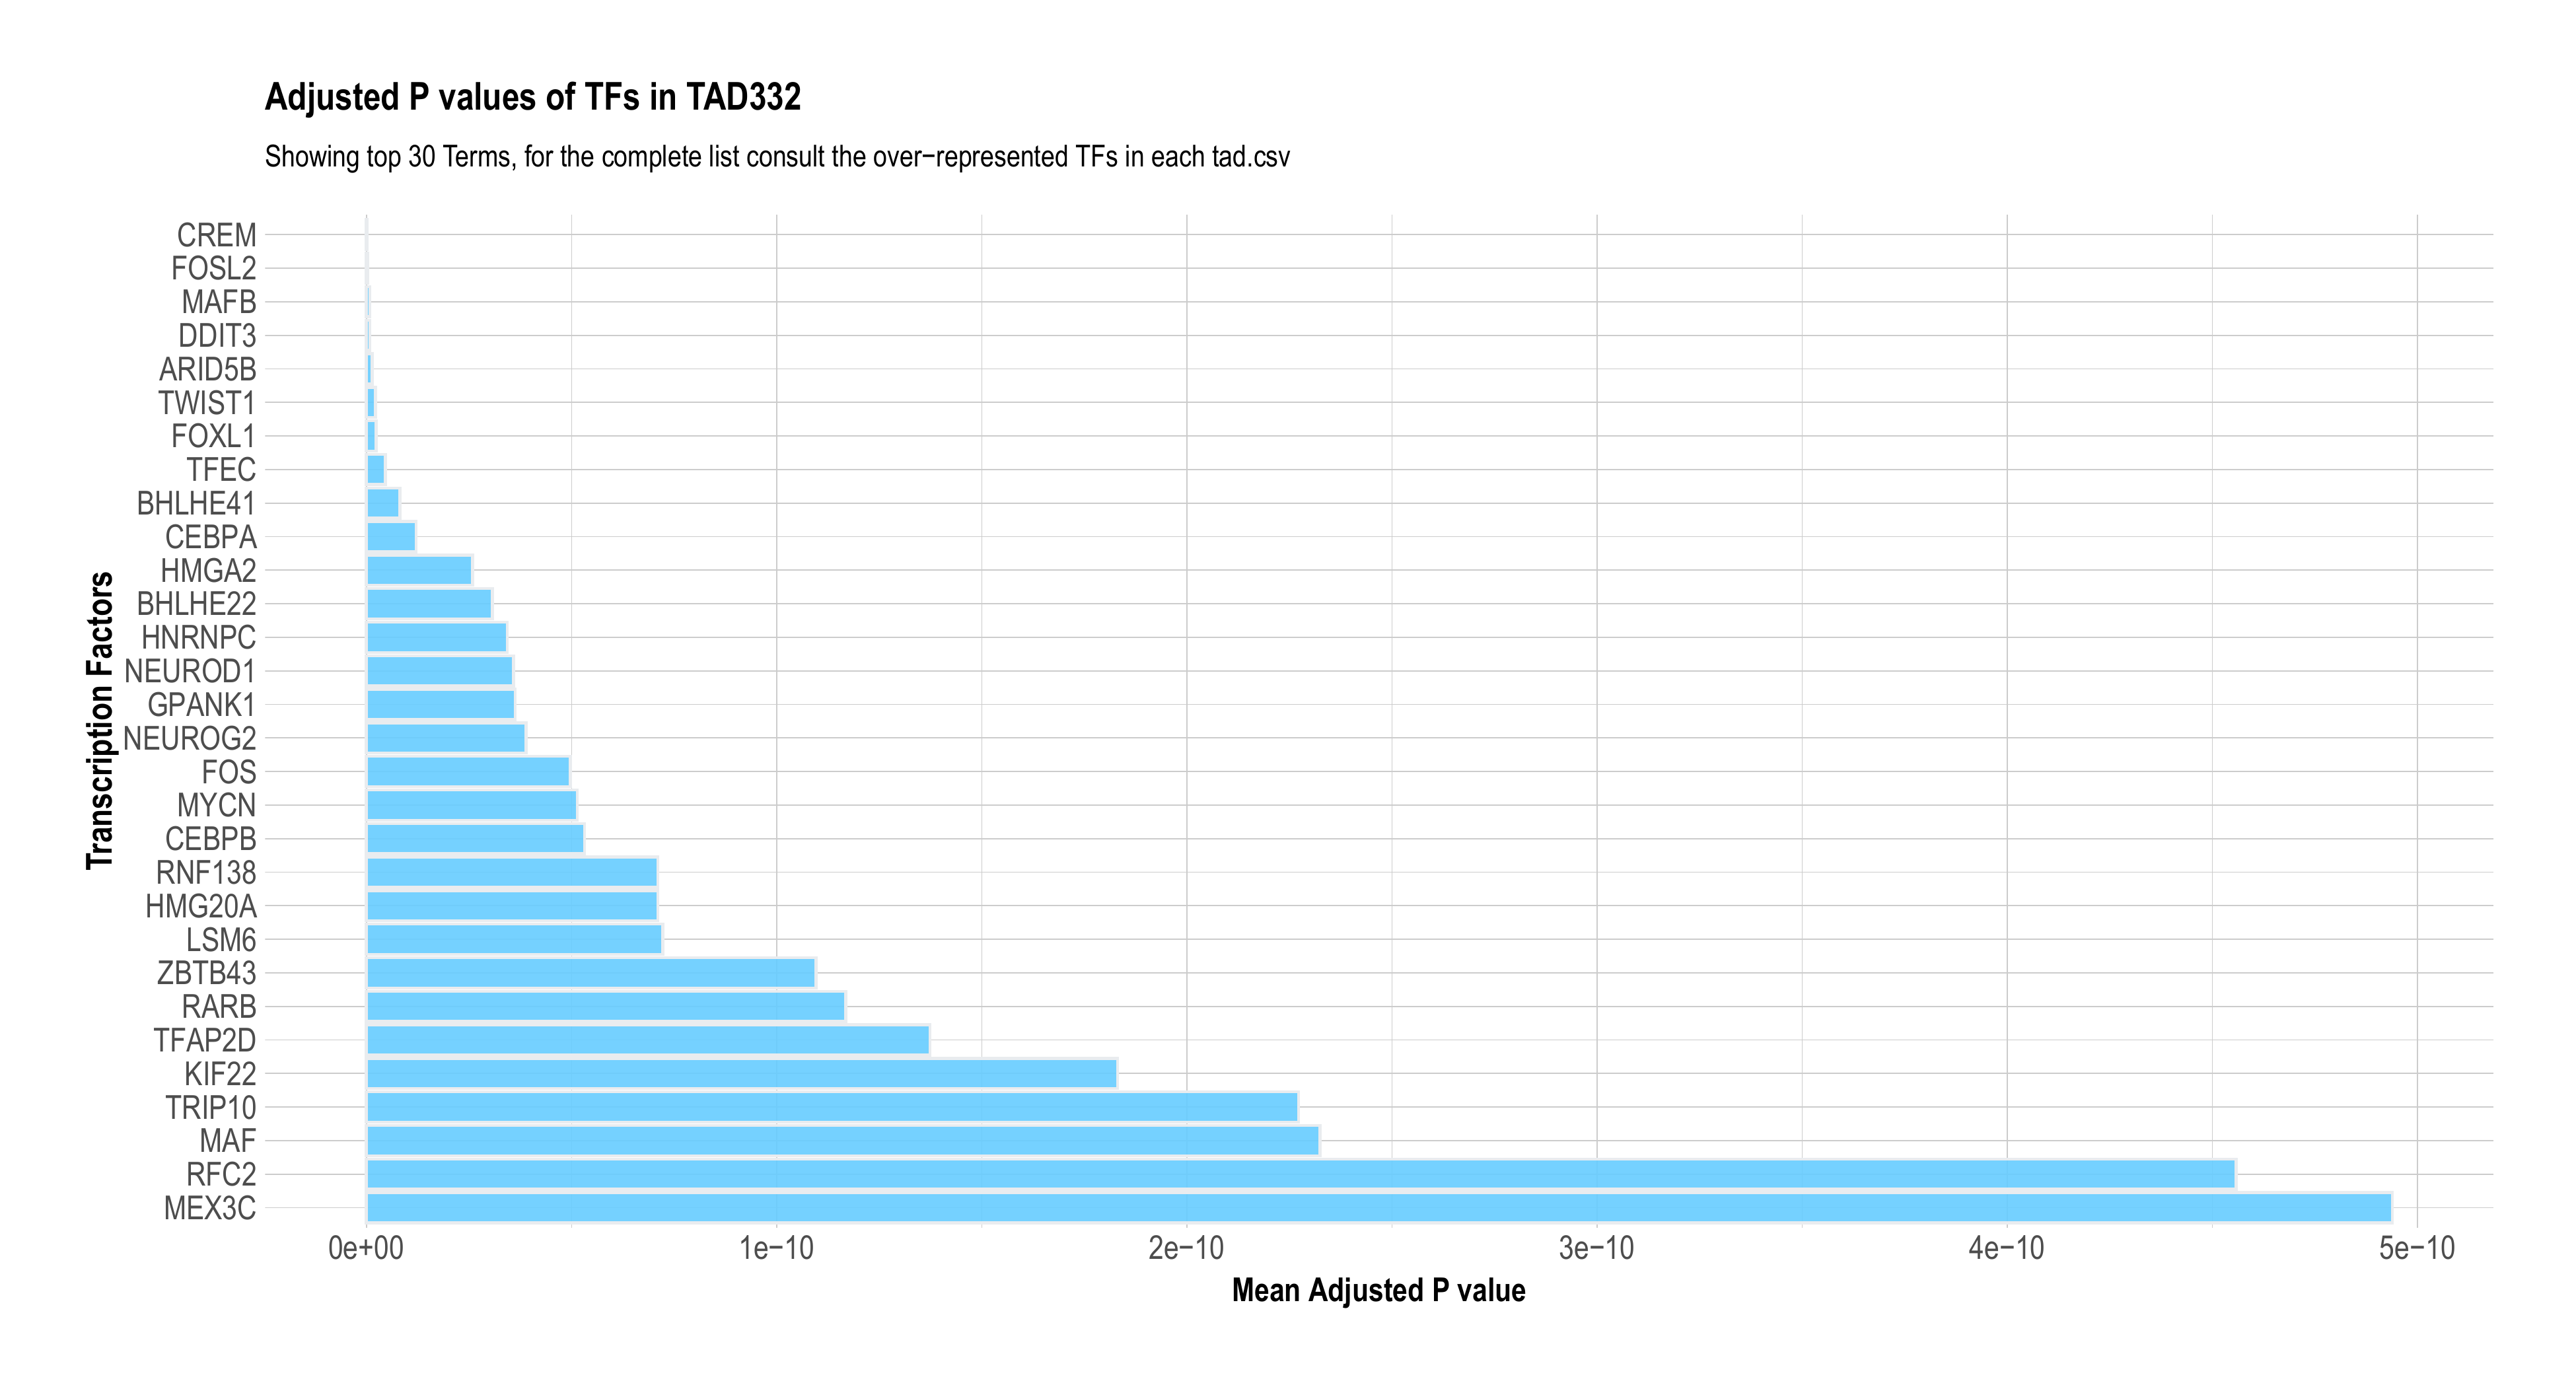 Adjusted P values of TFs in TAD332
Showing top 30 Terms, for the complete list consult the over−represented TFs in each tad.csv
Transcription Factors
CREM
FOSL2
MAFB
DDIT3
ARID5B
TWIST1
FOXL1
TFEC
BHLHE41
CEBPA
HMGA2
BHLHE22
HNRNPC
NEUROD1
GPANK1
NEUROG2
FOS
MYCN
CEBPB
RNF138
HMG20A
LSM6
ZBTB43
RARB
TFAP2D
KIF22
TRIP10
MAF
RFC2
MEX3C
0e+00 1e−10 2e−10 3e−10 4e−10 5e−10
Mean Adjusted P value